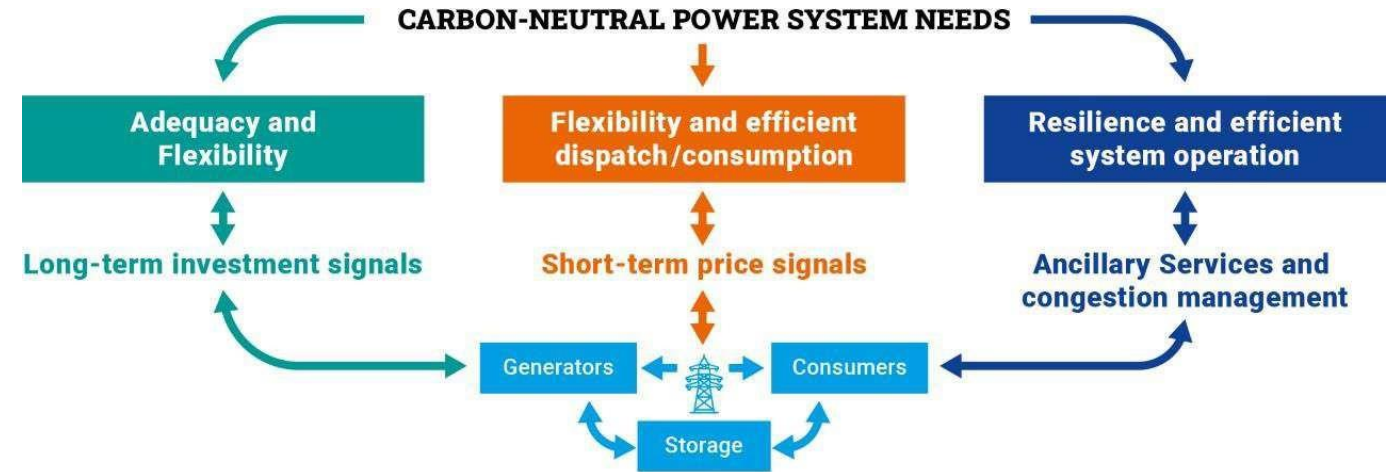 CARBON-NEUTRAL POWER SYSTEM NEEDS
Adequacy and
Flexibility
Flexibility and efficient
dispatch/consumption
Resilience and efficient
system operation
Long-term investment signals
Short-term price signals
Ancillary Services and
congestion management
Generators
Consumers
Storage